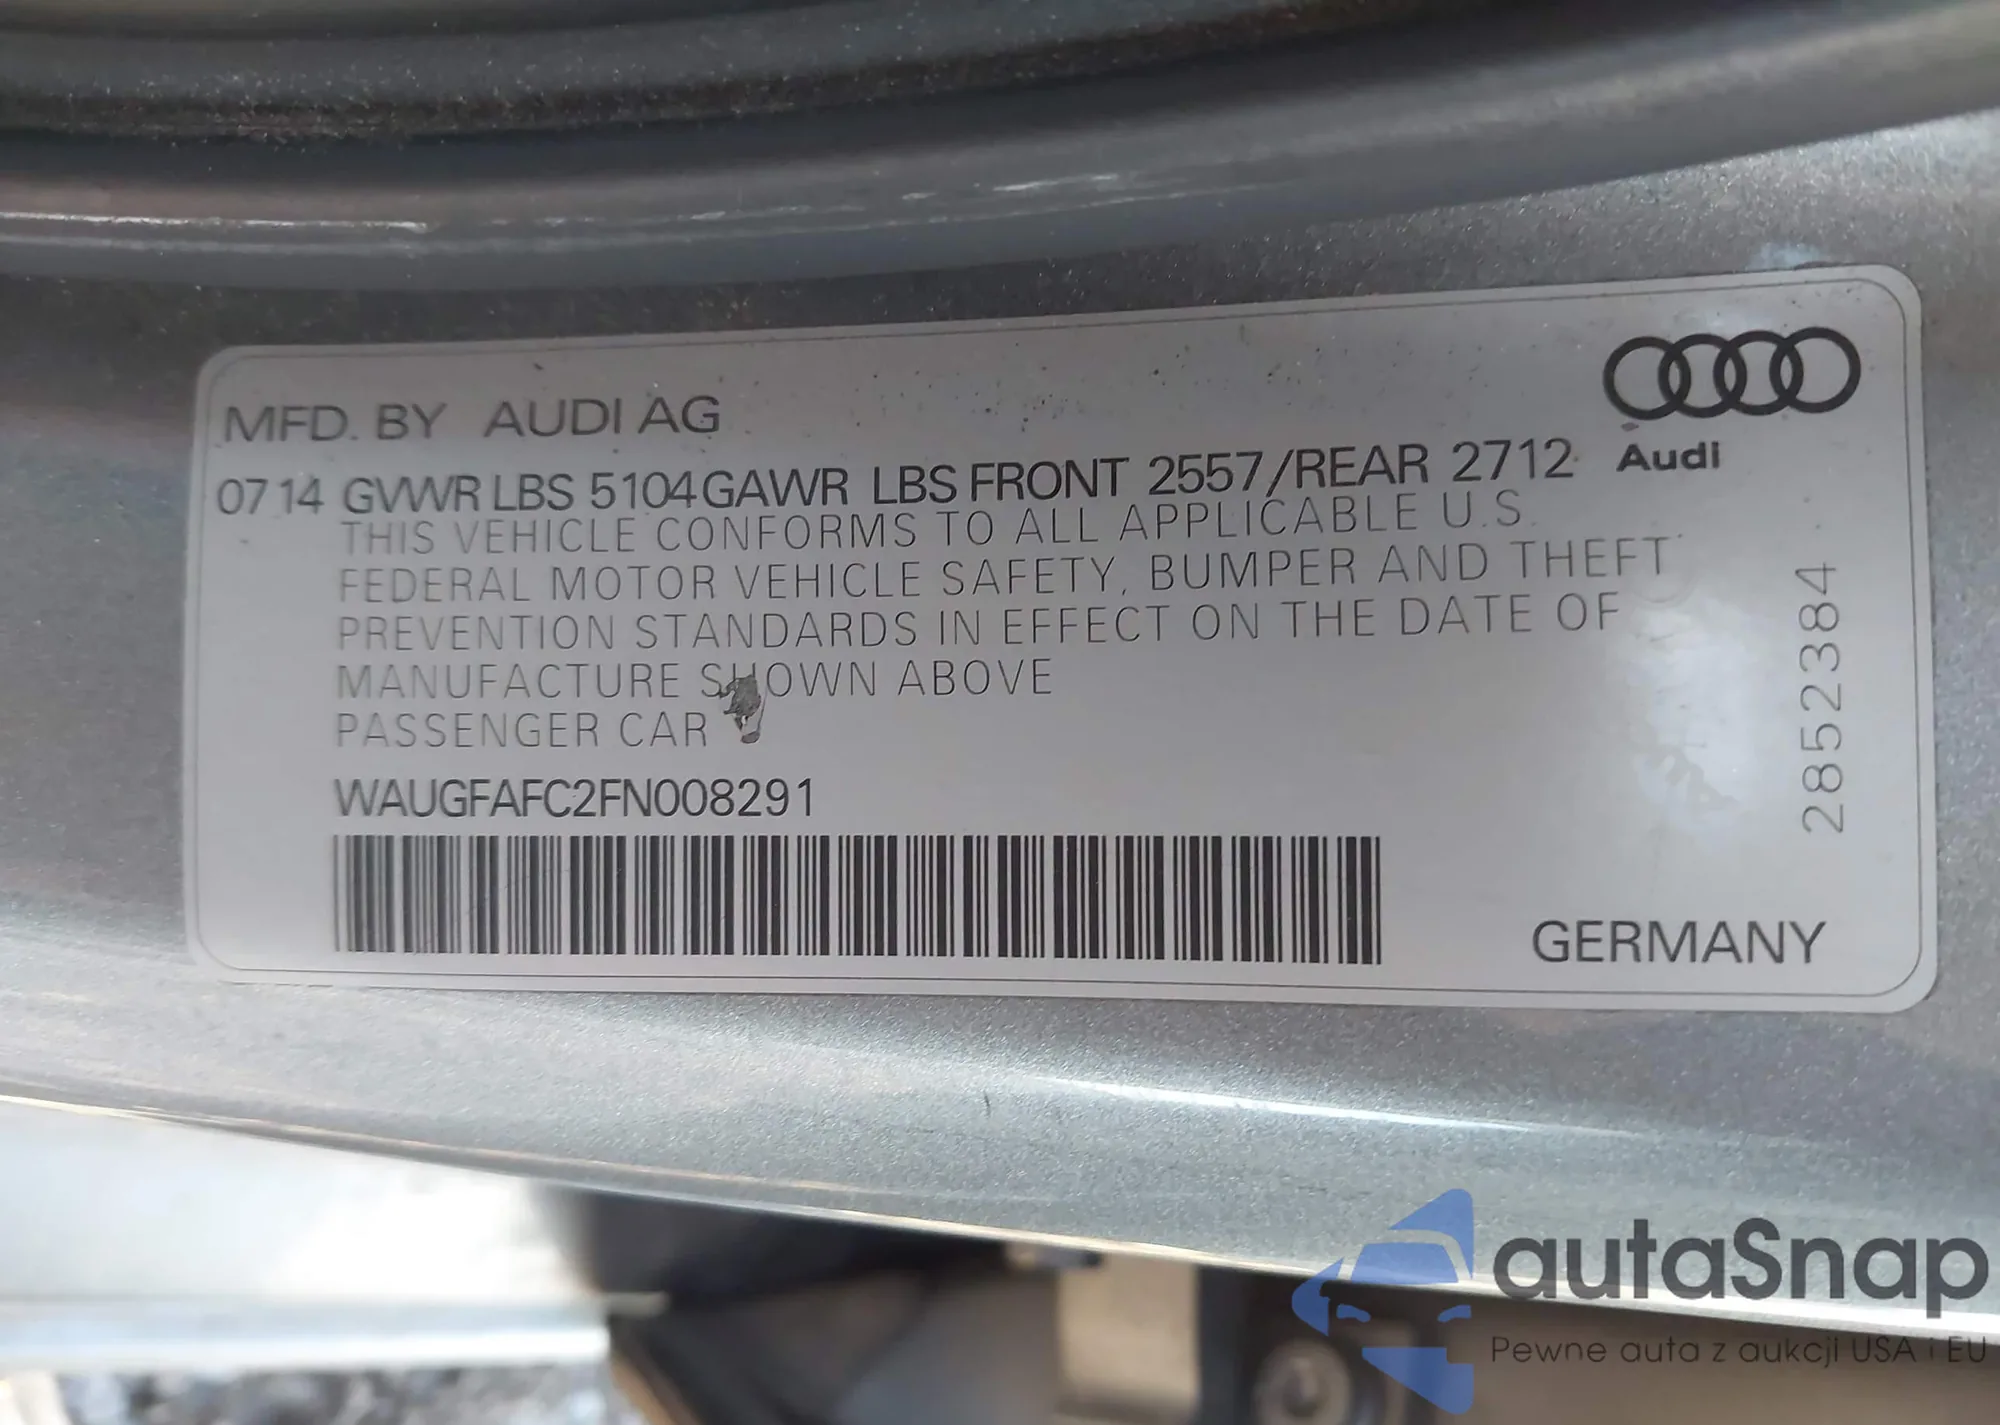 MFD. BY AUDI AG
Audi
07 14 GVWR LBS 5104 GAWR LBS FRONT 2557/REAR 2712
THIS VEHICLE CONFORMS TO ALL APPLICABLE U.S.
FEDERAL MOTOR VEHICLE SAFETY, BUMPER AND THEFT
PREVENTION STANDARDS IN EFFECT ON THE DATE OF
MANUFACTURE SHOWN ABOVE
PASSENGER CAR
WAUGFAFC2FN008291
2852384
GERMANY
autaSnap
Pewne auta z aukcji USA i EU